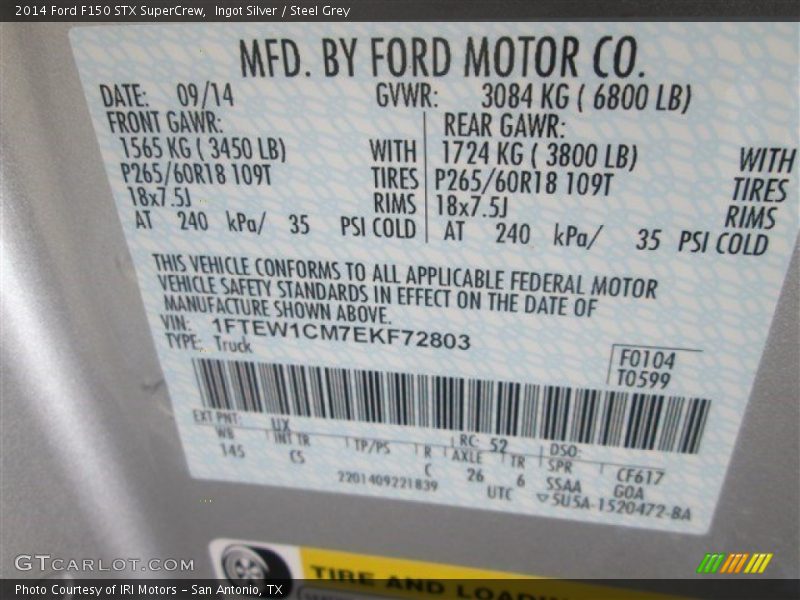 2014 Ford F150 STX SuperCrew, Ingot Silver / Steel Grey
MFD. BY FORD MOTOR CO.
DATE: 09/14 GVWR: 3084 KG ( 6800 LB)
FRONT GAWR: REAR GAWR:
1565 KG ( 3450 LB) WITH 1724 KG ( 3800 LB) WITH
P265/60R18 109T TIRES P265/60R18 109T TIRES
18x7.5J RIMS 18x7.5J RIMS
AT 240 kPa/ 35 PSI COLD AT 240 kPa/ 35 PSI COLD
THIS VEHICLE CONFORMS TO ALL APPLICABLE FEDERAL MOTOR
VEHICLE SAFETY STANDARDS IN EFFECT ON THE DATE OF
MANUFACTURE SHOWN ABOVE.
VIN: 1FTEW1CM7EKF72803
TYPE: Truck
F0104
T0599
EXT PNT: UX RC: 52 DSO:
WB INT TR TP/PS R AXLE TR SPR CF617
145 CS C 26 6 SSAA GOA
2201409221839 UTC ▽5U5A-1520472-BA
TIRE AND LOADIN
GTCARLOT.COM
Photo Courtesy of IRI Motors – San Antonio, TX